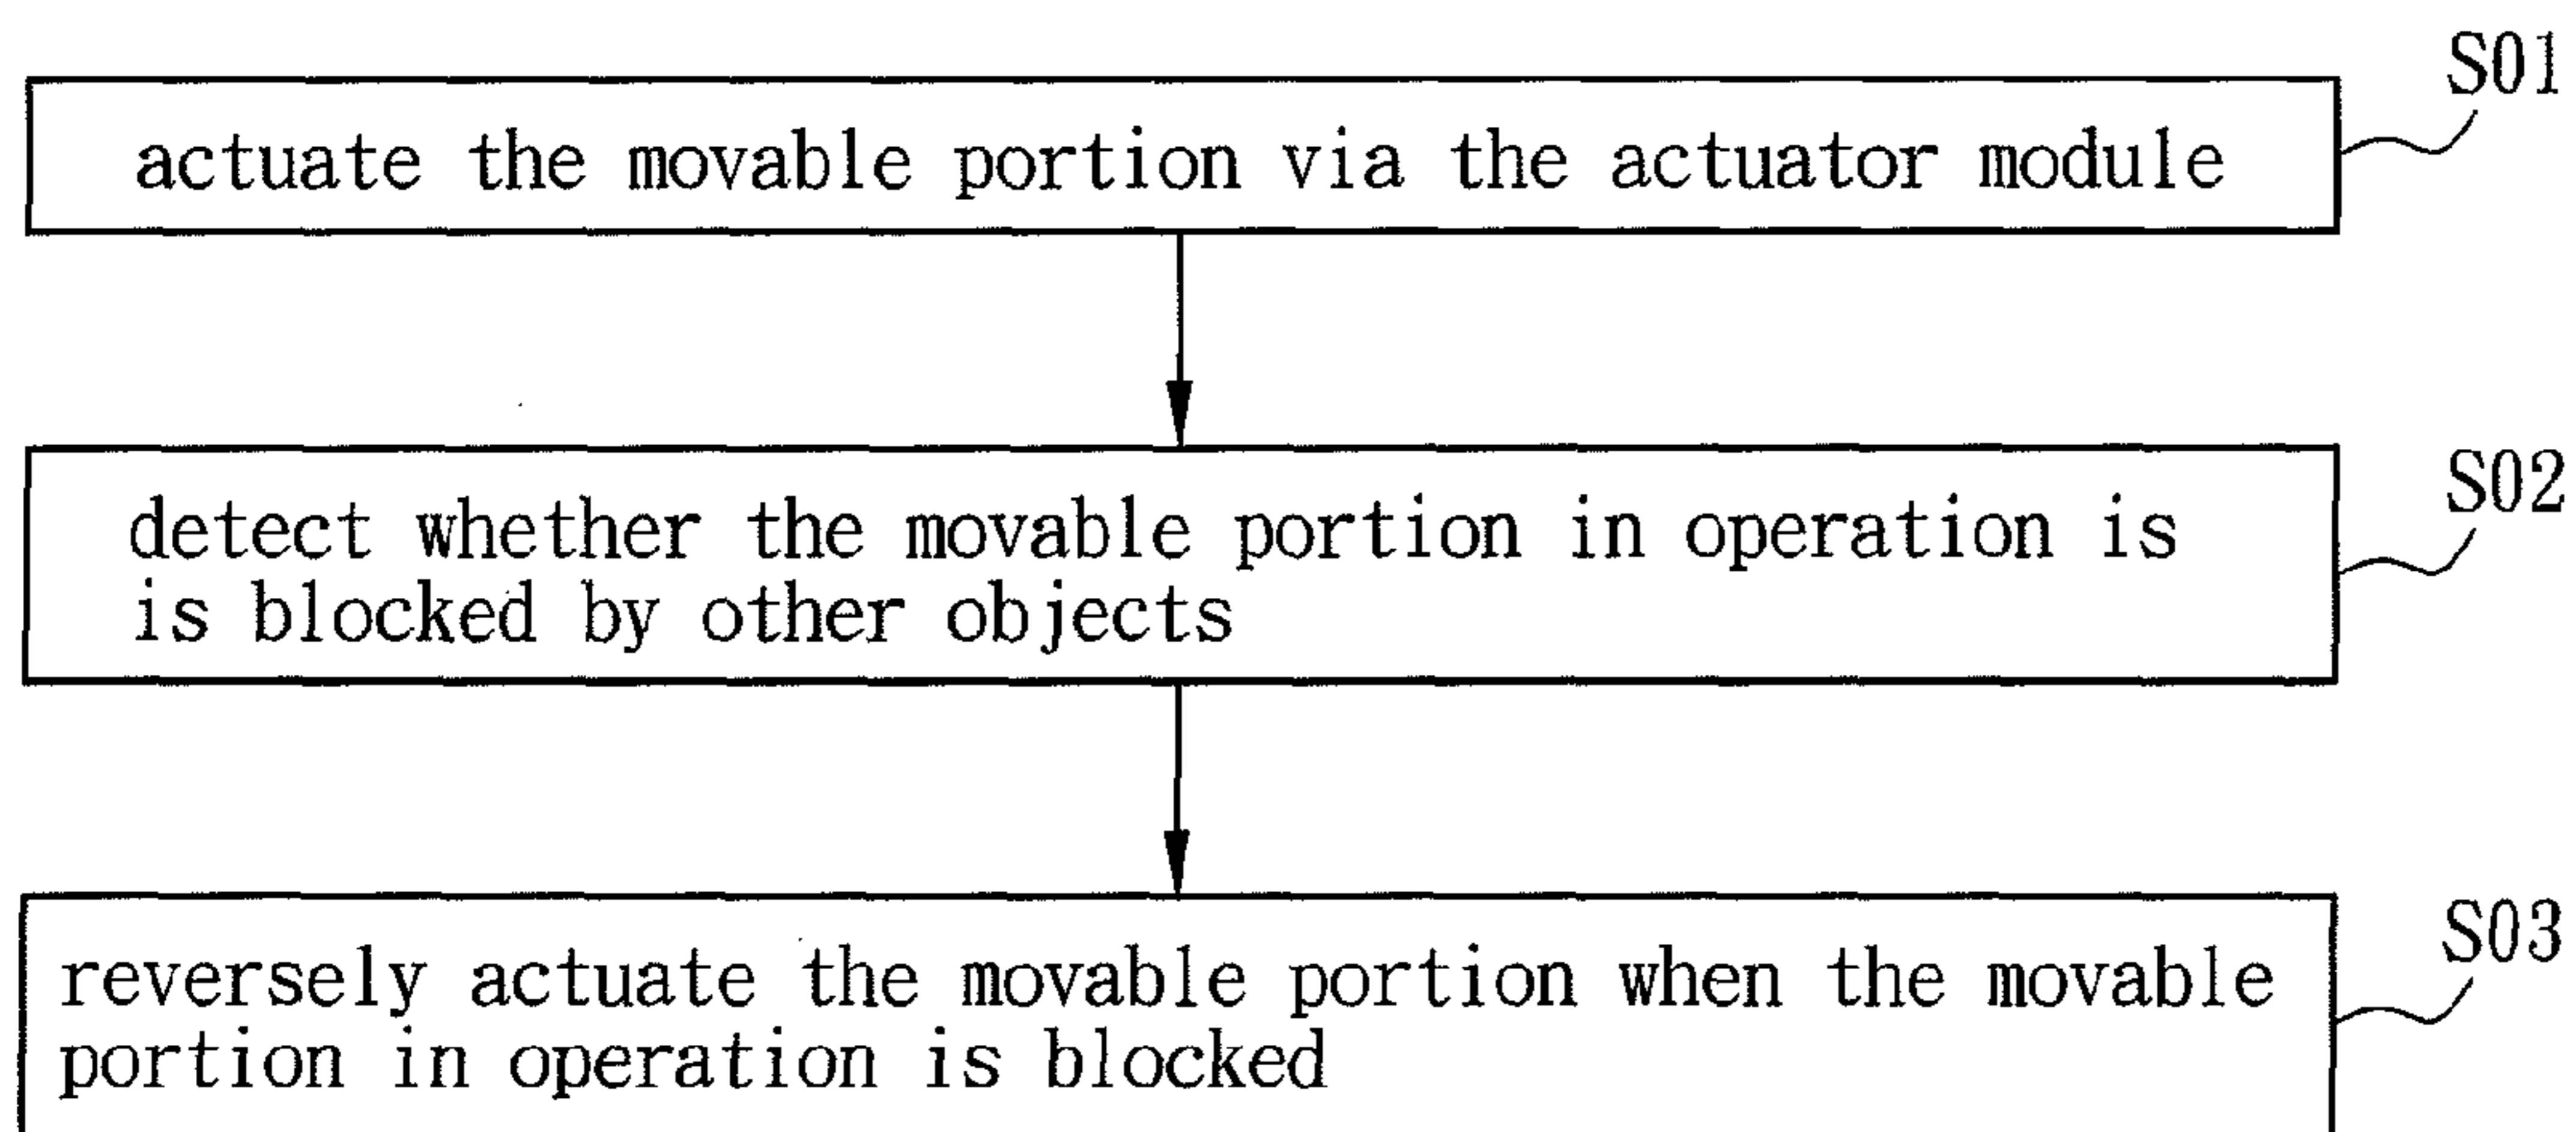 S01
actuate the movable portion via the actuator module
S02
detect whether the movable portion in operation is
is blocked by other objects
S03
reversely actuate the movable portion when the movable
portion in operation is blocked